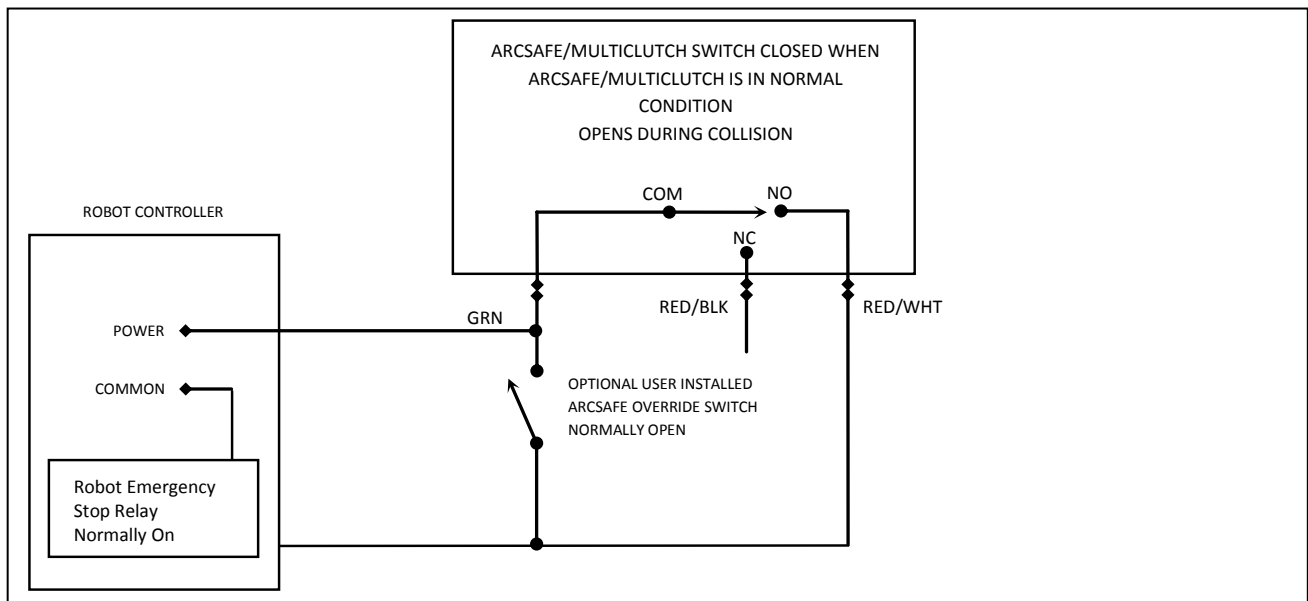 ARCSAFE/MULTICLUTCH SWITCH CLOSED WHEN
ARCSAFE/MULTICLUTCH IS IN NORMAL
CONDITION
OPENS DURING COLLISION
COM
NO
NC
ROBOT CONTROLLER
GRN
RED/BLK
RED/WHT
POWER
COMMON
OPTIONAL USER INSTALLED
ARCSAFE OVERRIDE SWITCH
NORMALLY OPEN
Robot Emergency
Stop Relay
Normally On